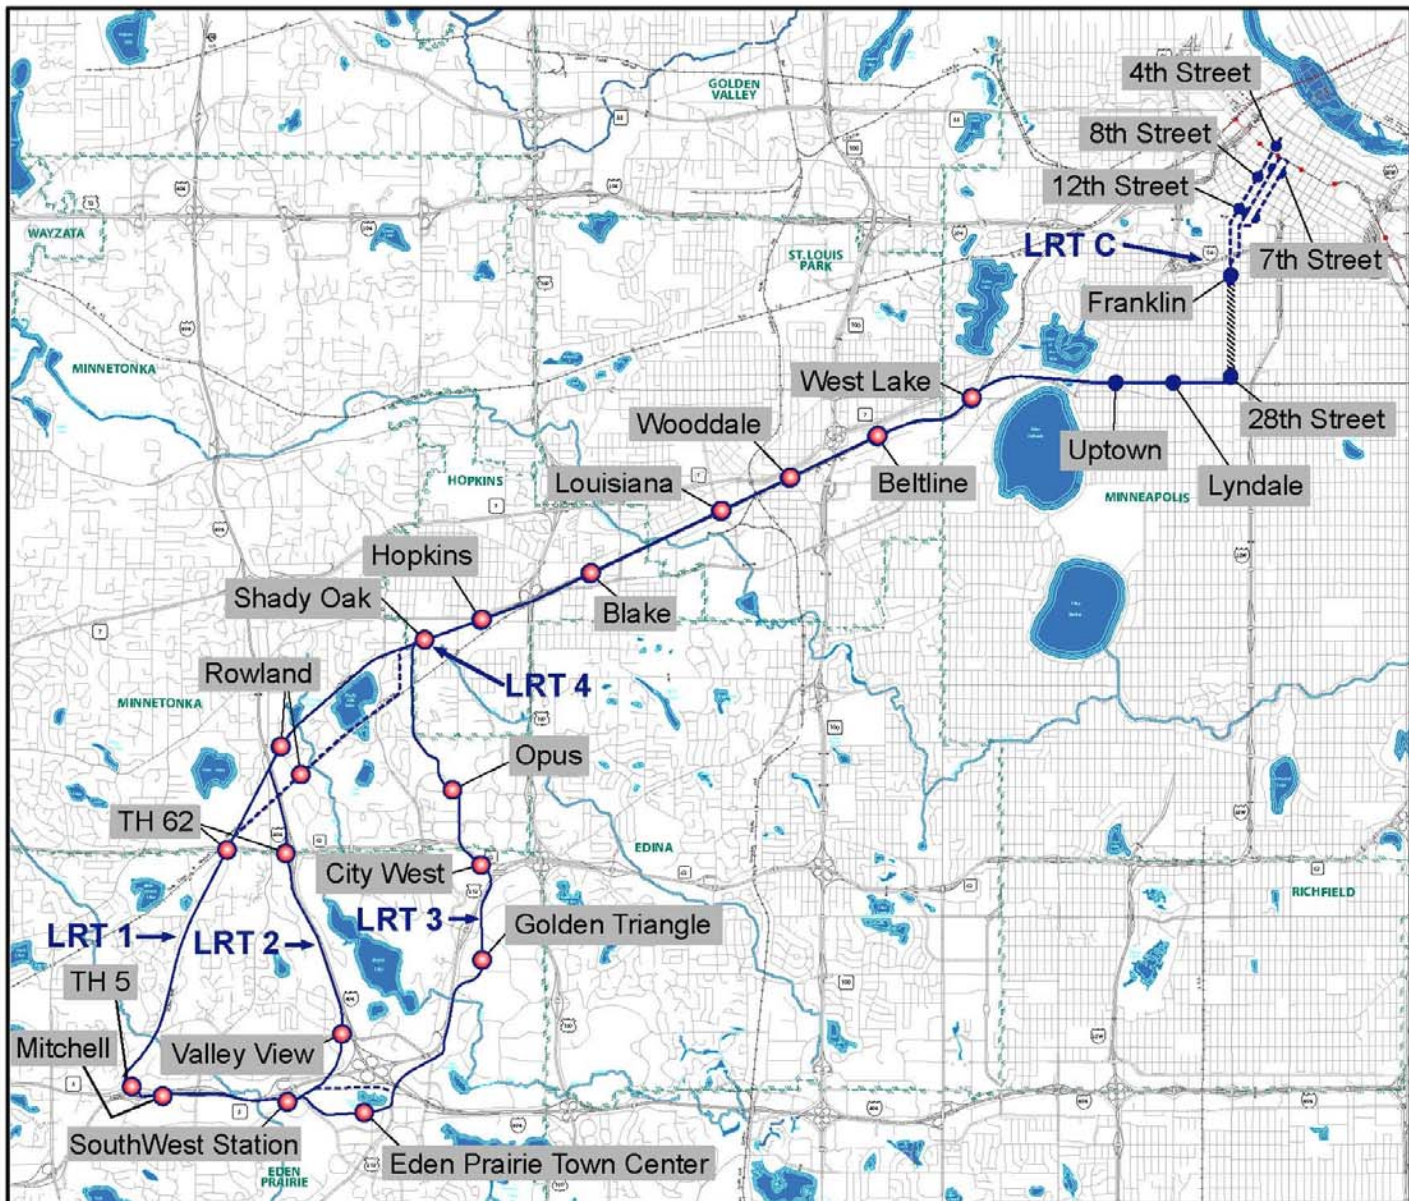 4th Street
GOLDEN
VALLEY
8th Street
12th Street
WAYZATA
ST.LOUIS
PARK
LRT C
7th Street
Franklin
MINNETONKA
West Lake
Wooddale
28th Street
Uptown
HOPKINS
Louisiana
Beltline
Lyndale
MINNEAPOLIS
Hopkins
Shady Oak
Blake
Rowland
LRT 4
MINNETONKA
Opus
TH 62
EDINA
City West
RICHFIELD
LRT 3
Golden Triangle
LRT 1
LRT 2
TH 5
Mitchell
Valley View
SouthWest Station
Eden Prairie Town Center
EDEN
PRAIRIE